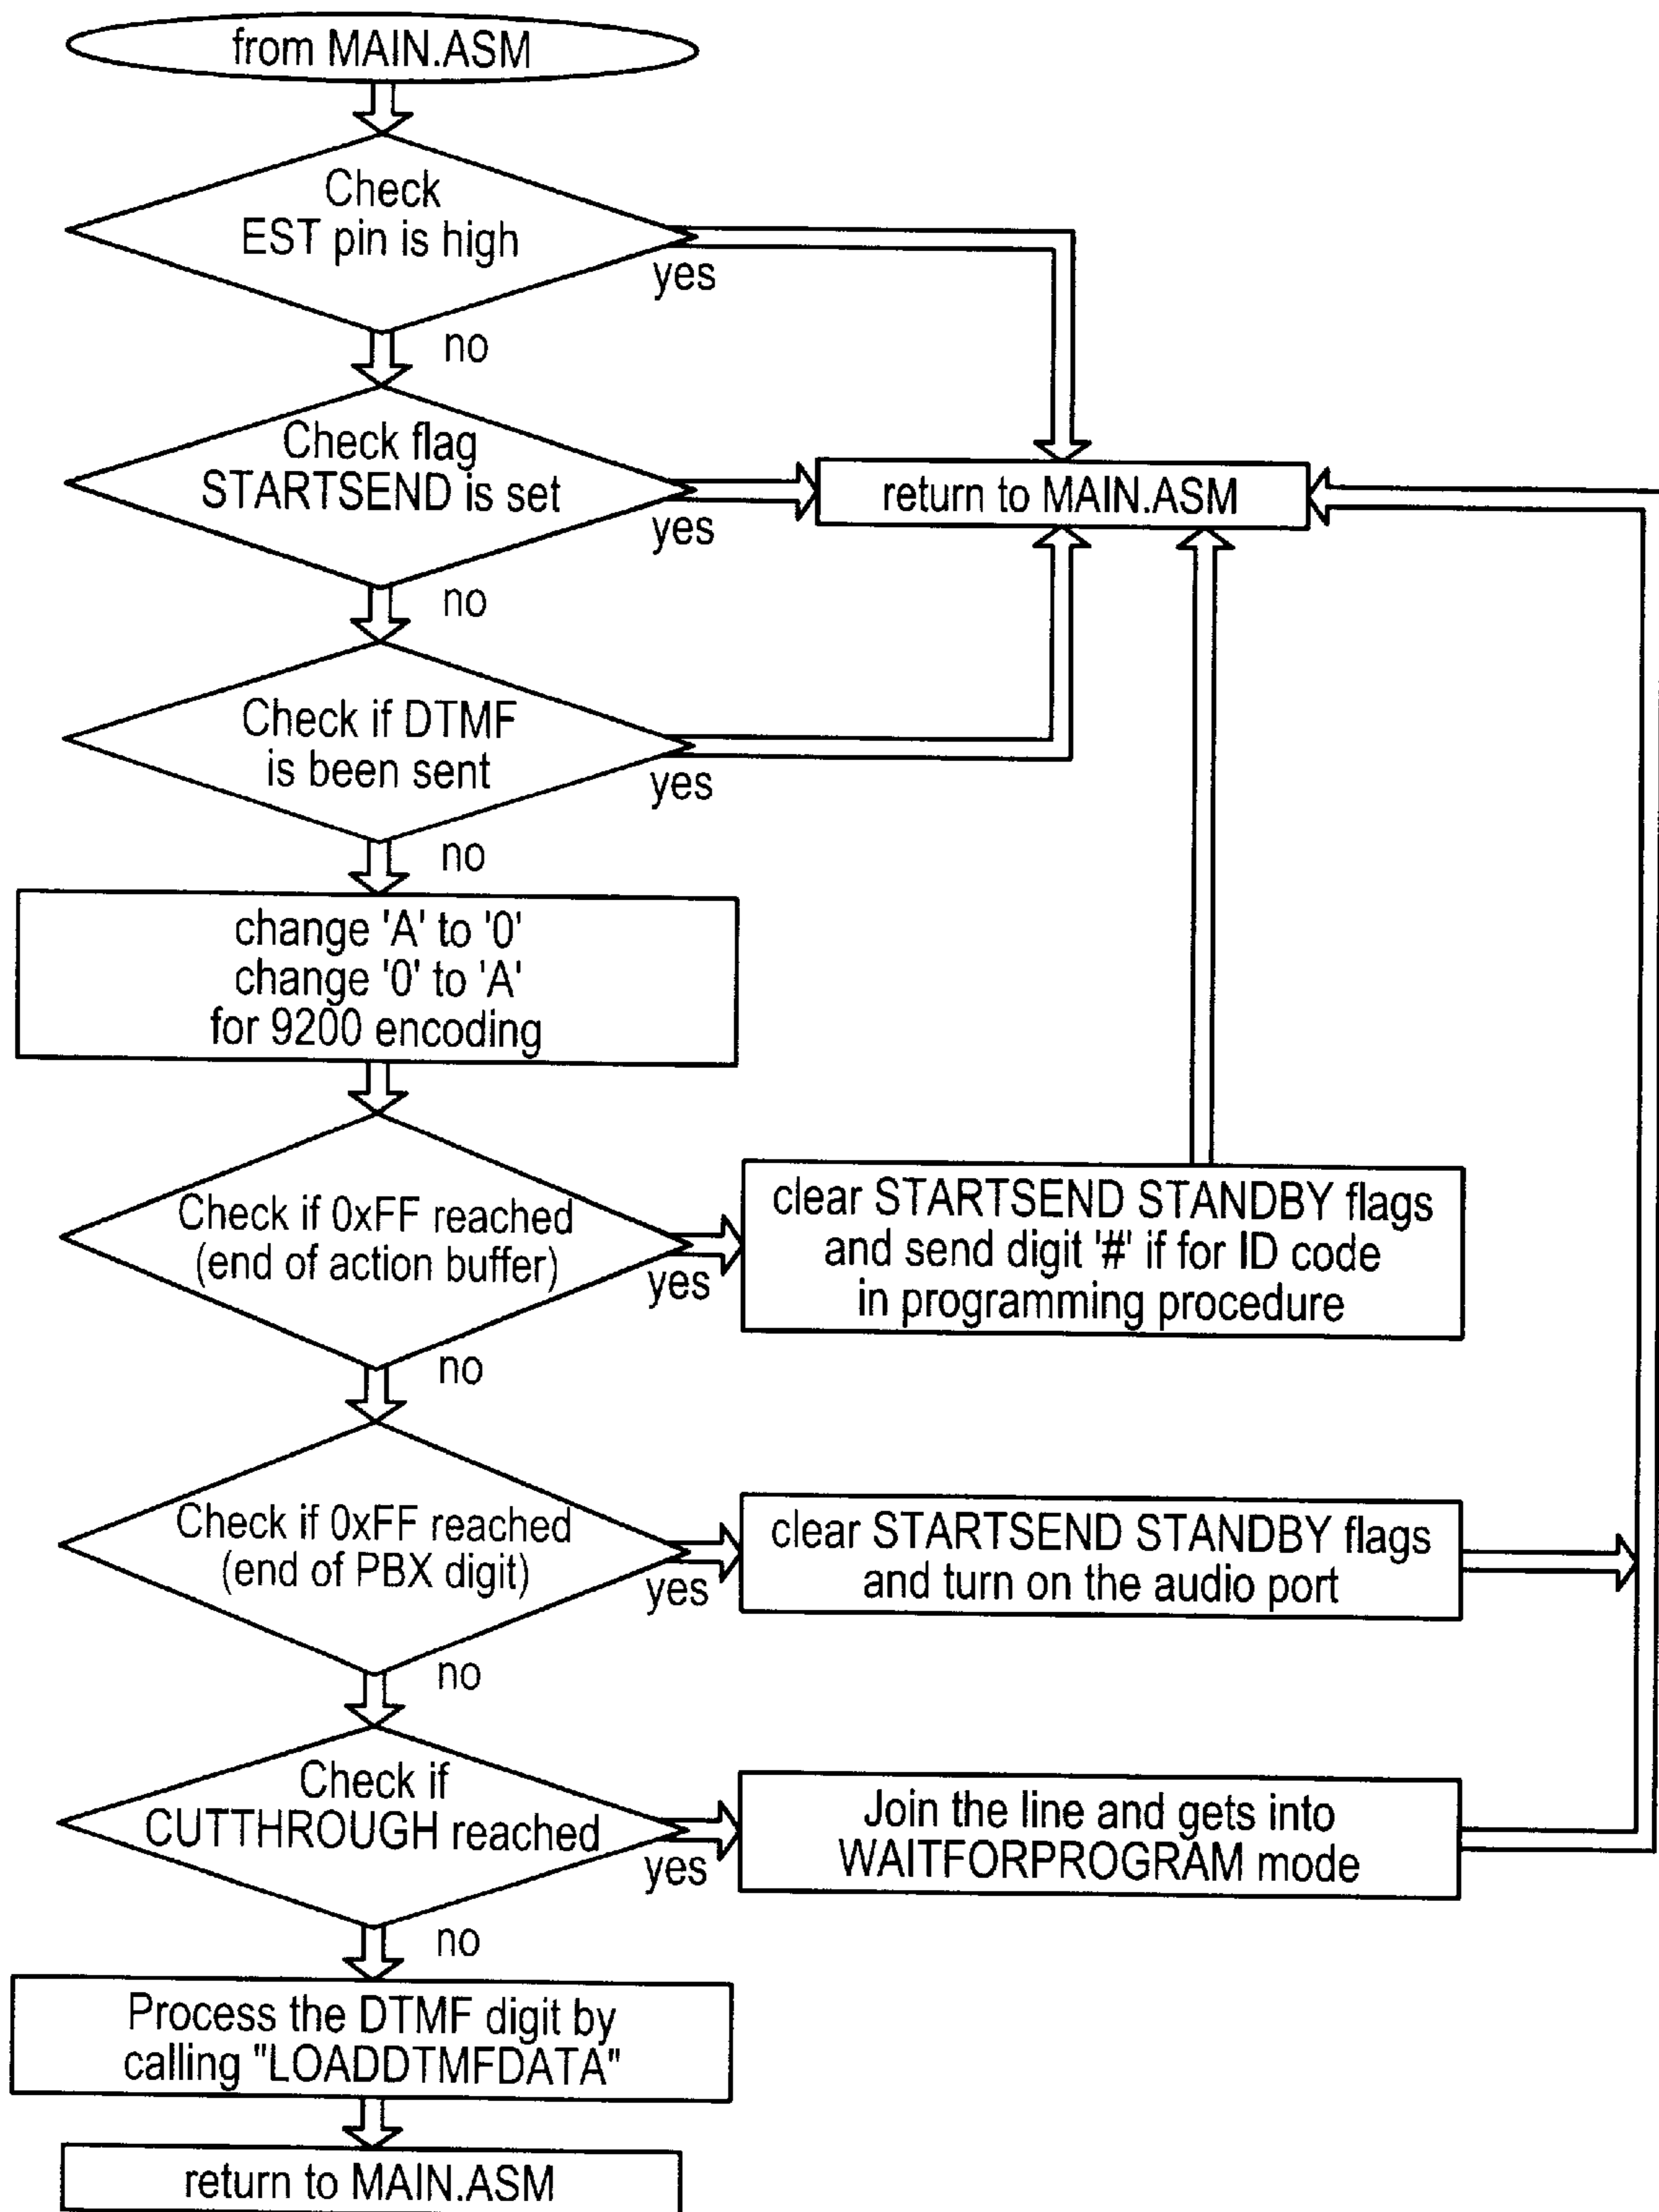 from MAIN.ASM
Check
EST pin is high
yes
no
Check flag
STARTSEND is set
yes
return to MAIN.ASM
no
Check if DTMF
is been sent
yes
no
change 'A' to '0'
change '0' to 'A'
for 9200 encoding
Check if 0xFF reached
(end of action buffer)
yes
clear STARTSEND STANDBY flags
and send digit '#' if for ID code
in programming procedure
no
Check if 0xFF reached
(end of PBX digit)
yes
clear STARTSEND STANDBY flags
and turn on the audio port
no
Check if
CUTTHROUGH reached
yes
Join the line and gets into
WAITFORPROGRAM mode
no
Process the DTMF digit by
calling "LOADDTMFDATA"
return to MAIN.ASM